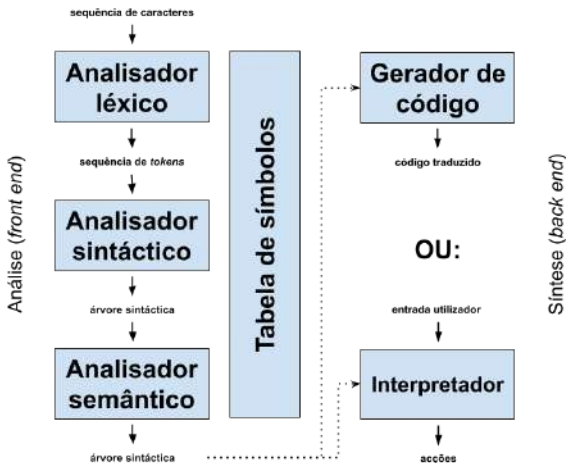 sequência de caracteres
Analisador
léxico
sequência de tokens
Analisador
sintáctico
árvore sintáctica
Analisador
semântico
árvore sintáctica
Análise (front end)
Tabela de símbolos
Gerador de
código
código traduzido
OU:
entrada utilizador
Interpretador
acções
Síntese (back end)